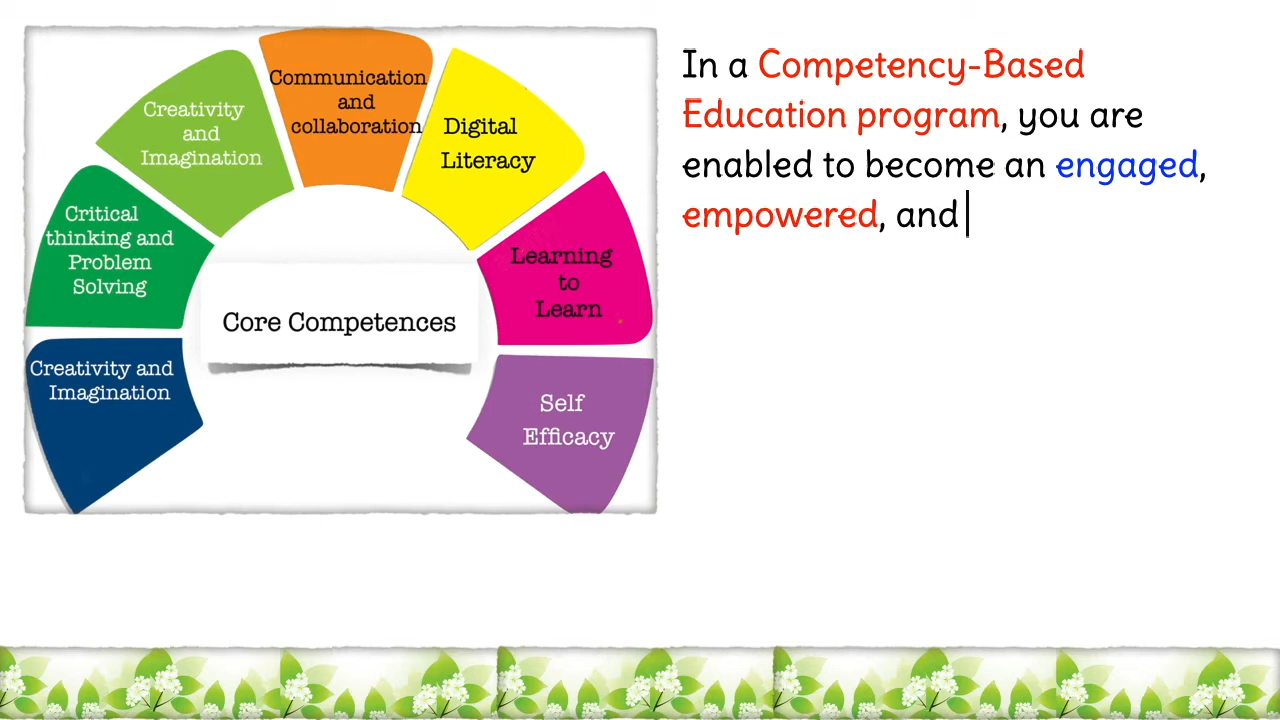 Communication
and
collaboration
Creativity
and
Imagination
Digital
Literacy
Critical
thinking and
Problem
Solving
Learning
to
Learn
Core Competences
Creativity and
Imagination
Self
Efficacy
In a Competency-Based
Education program, you are
enabled to become an engaged,
empowered, and